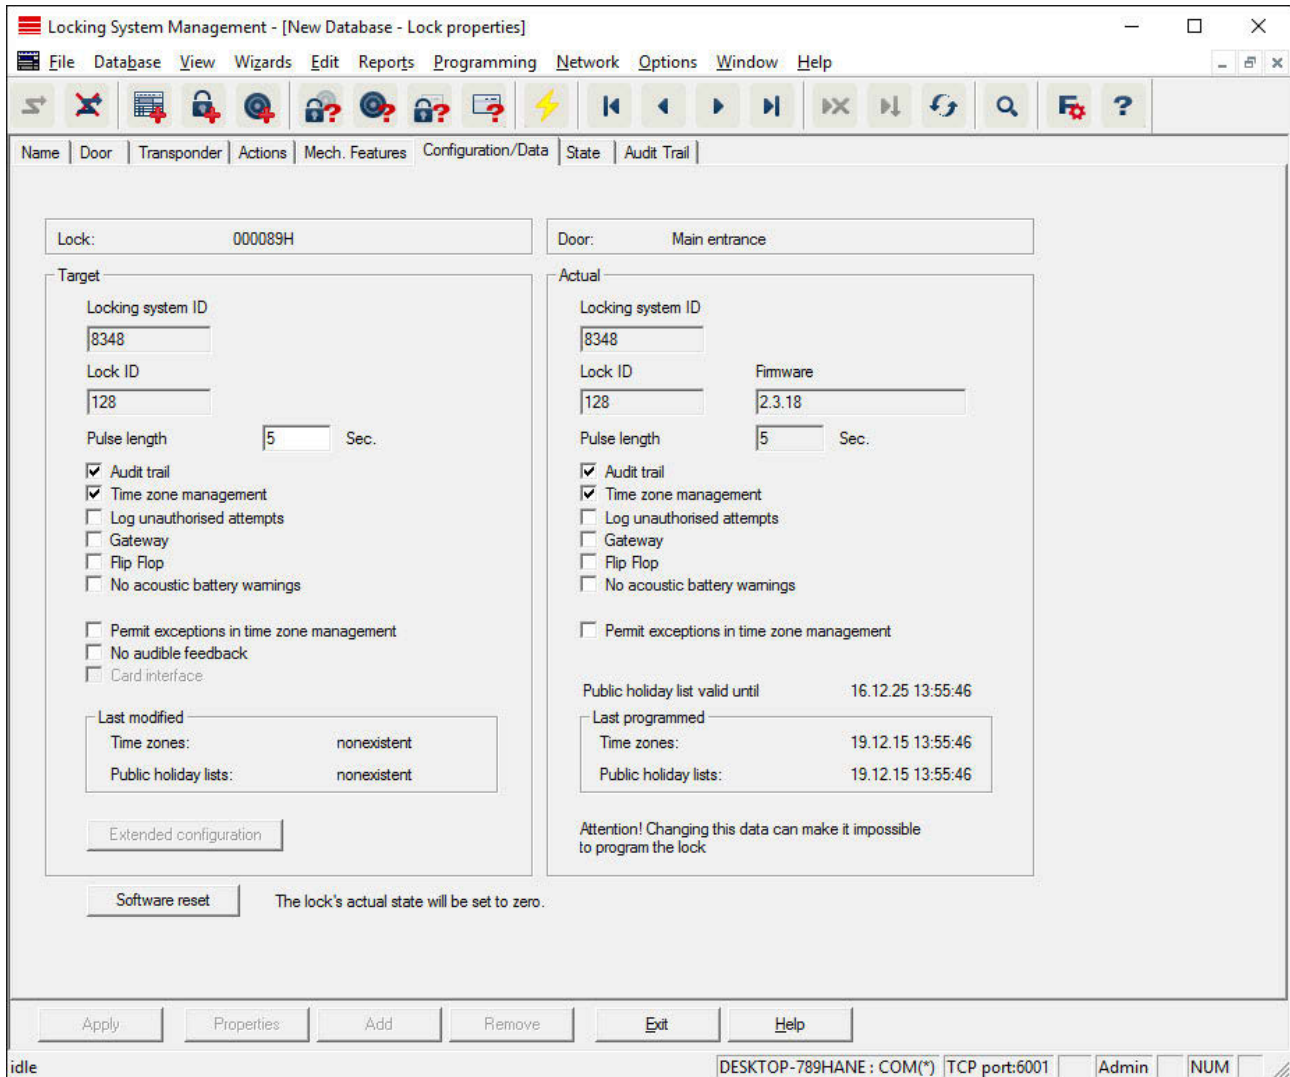 Locking System Management - [New Database - Lock properties]
File Database View Wizards Edit Reports Programming Network Options Window Help
Name Door Transponder Actions Mech. Features Configuration/Data State Audit Trail
Lock: 000089H Door: Main entrance
Target Actual
Locking system ID Locking system ID
8348 8348
Lock ID Lock ID Firmware
128 128 2.3.18
Pulse length 5 Sec. Pulse length 5 Sec.
Audit trail Audit trail
Time zone management Time zone management
Log unauthorised attempts Log unauthorised attempts
Gateway Gateway
Flip Flop Flip Flop
No acoustic battery warnings No acoustic battery warnings
Permit exceptions in time zone management Permit exceptions in time zone management
No audible feedback
Card interface
Public holiday list valid until 16.12.25 13:55:46
Last modified Last programmed
Time zones: nonexistent Time zones: 19.12.15 13:55:46
Public holiday lists: nonexistent Public holiday lists: 19.12.15 13:55:46
Extended configuration Attention! Changing this data can make it impossible
to program the lock
Software reset The lock's actual state will be set to zero.
Apply Properties Add Remove Exit Help
idle DESKTOP-789HANE : COM(*) TCP port:6001 Admin NUM